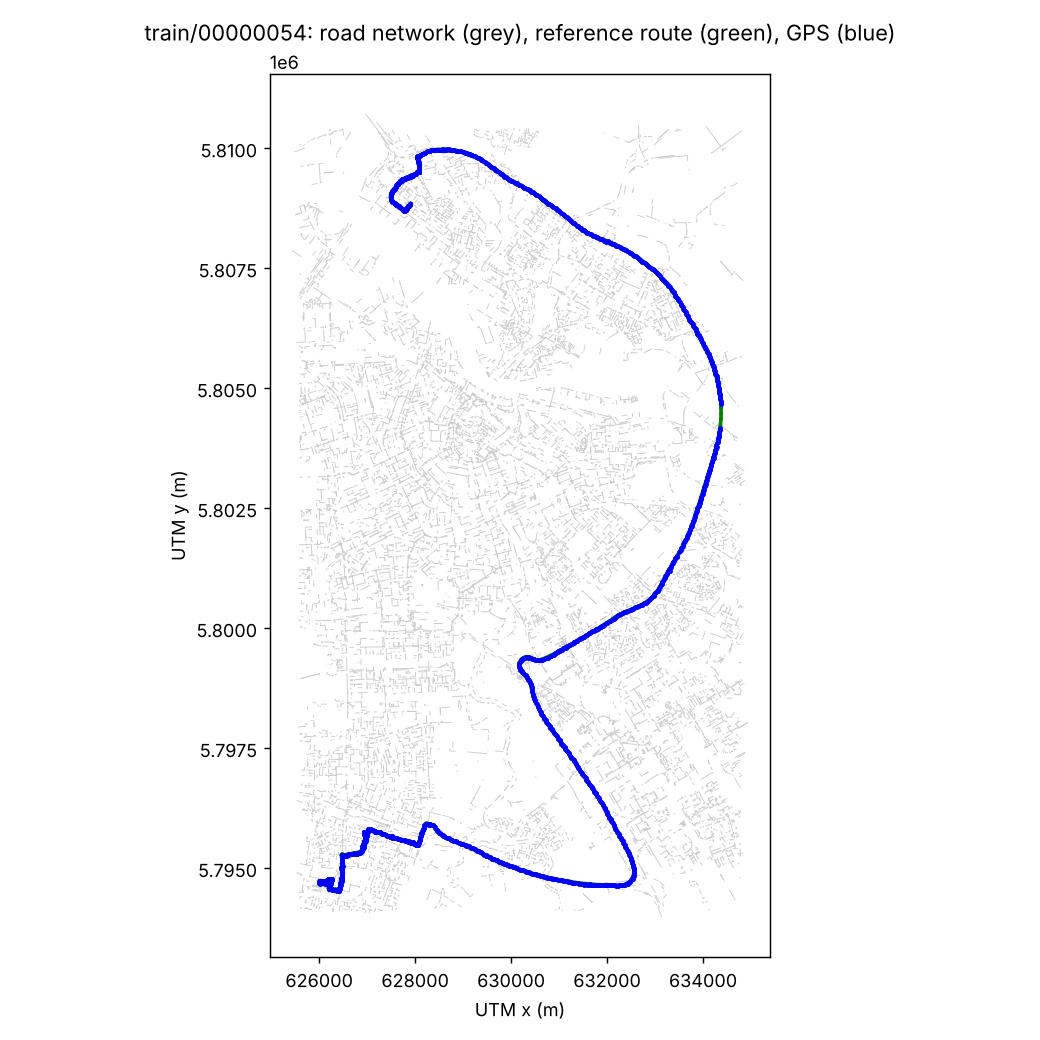 train/00000054: road network (grey), reference route (green), GPS (blue)
1e6
5.8100
5.8075
5.8050
5.8025
5.8000
5.7975
5.7950
UTM y (m)
626000 628000 630000 632000 634000
UTM x (m)